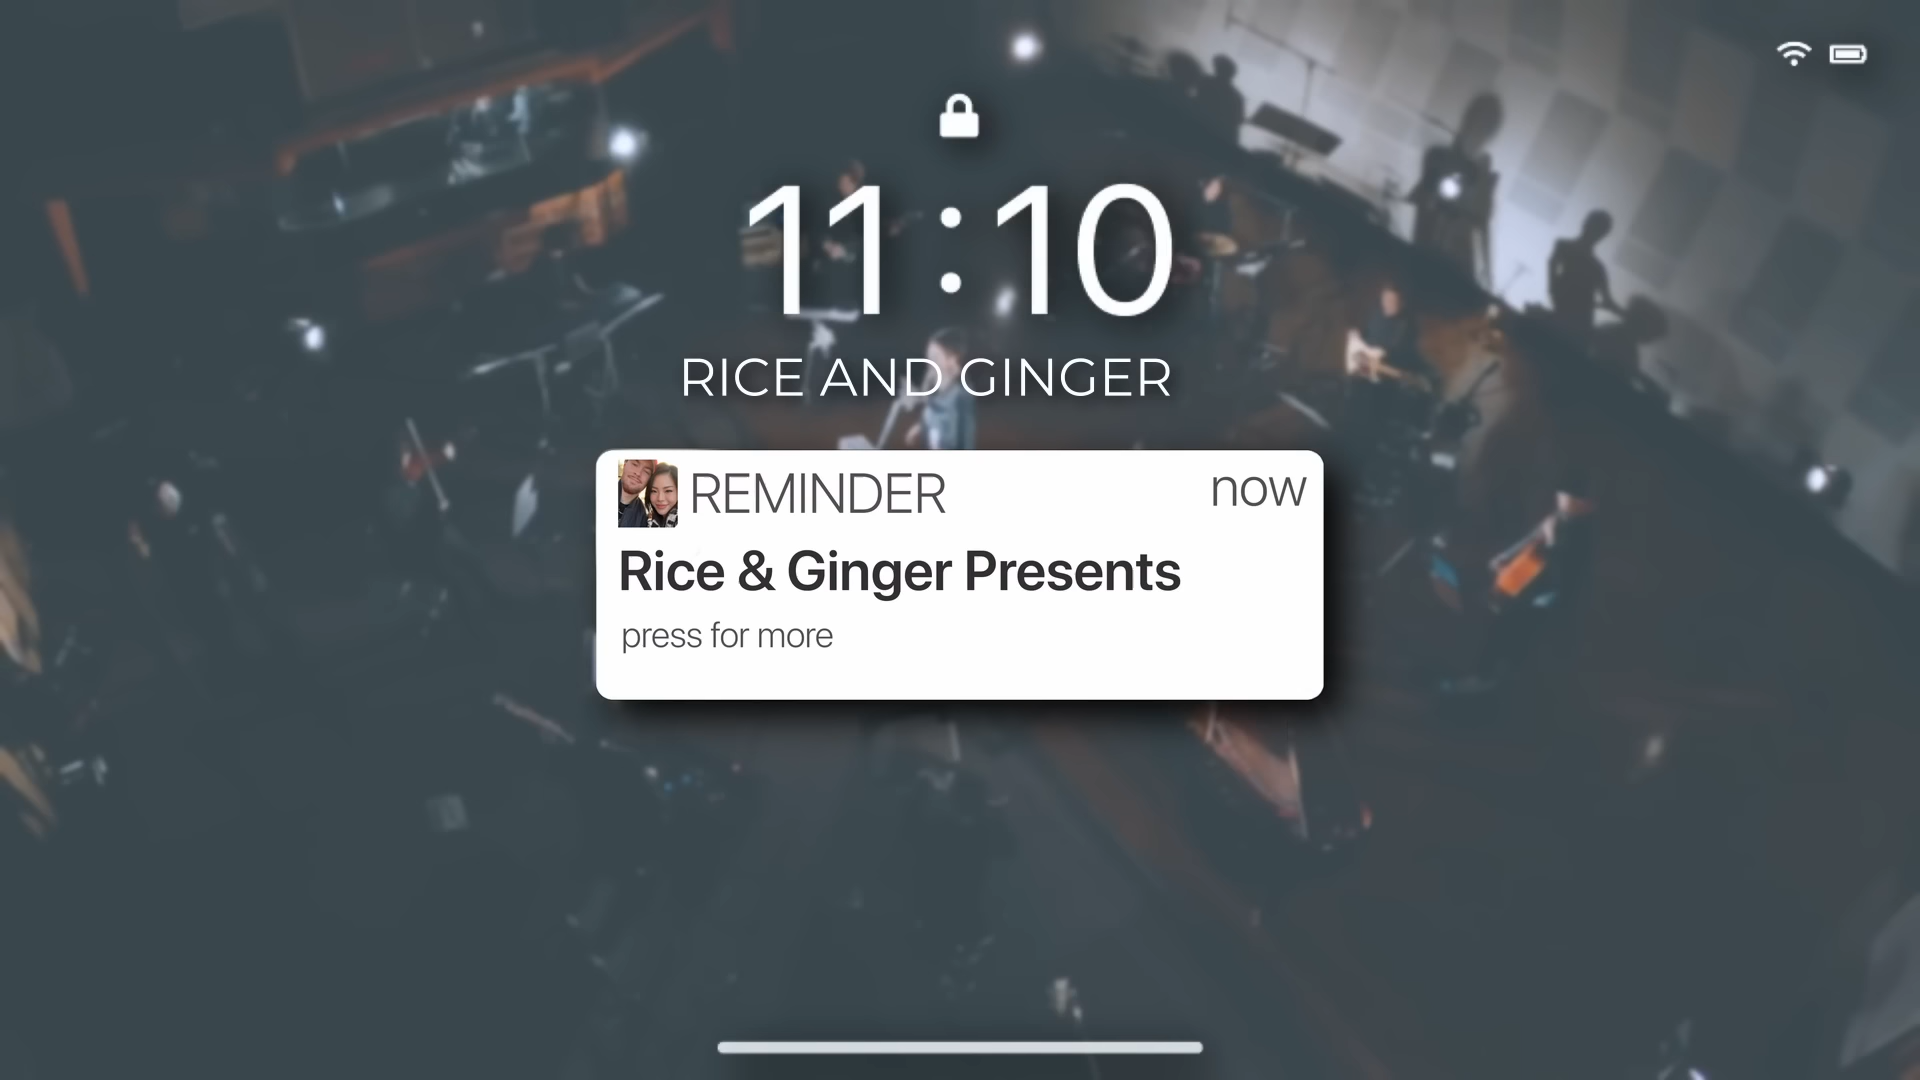 11:10
RICE AND GINGER
REMINDER now
Rice & Ginger Presents
press for more